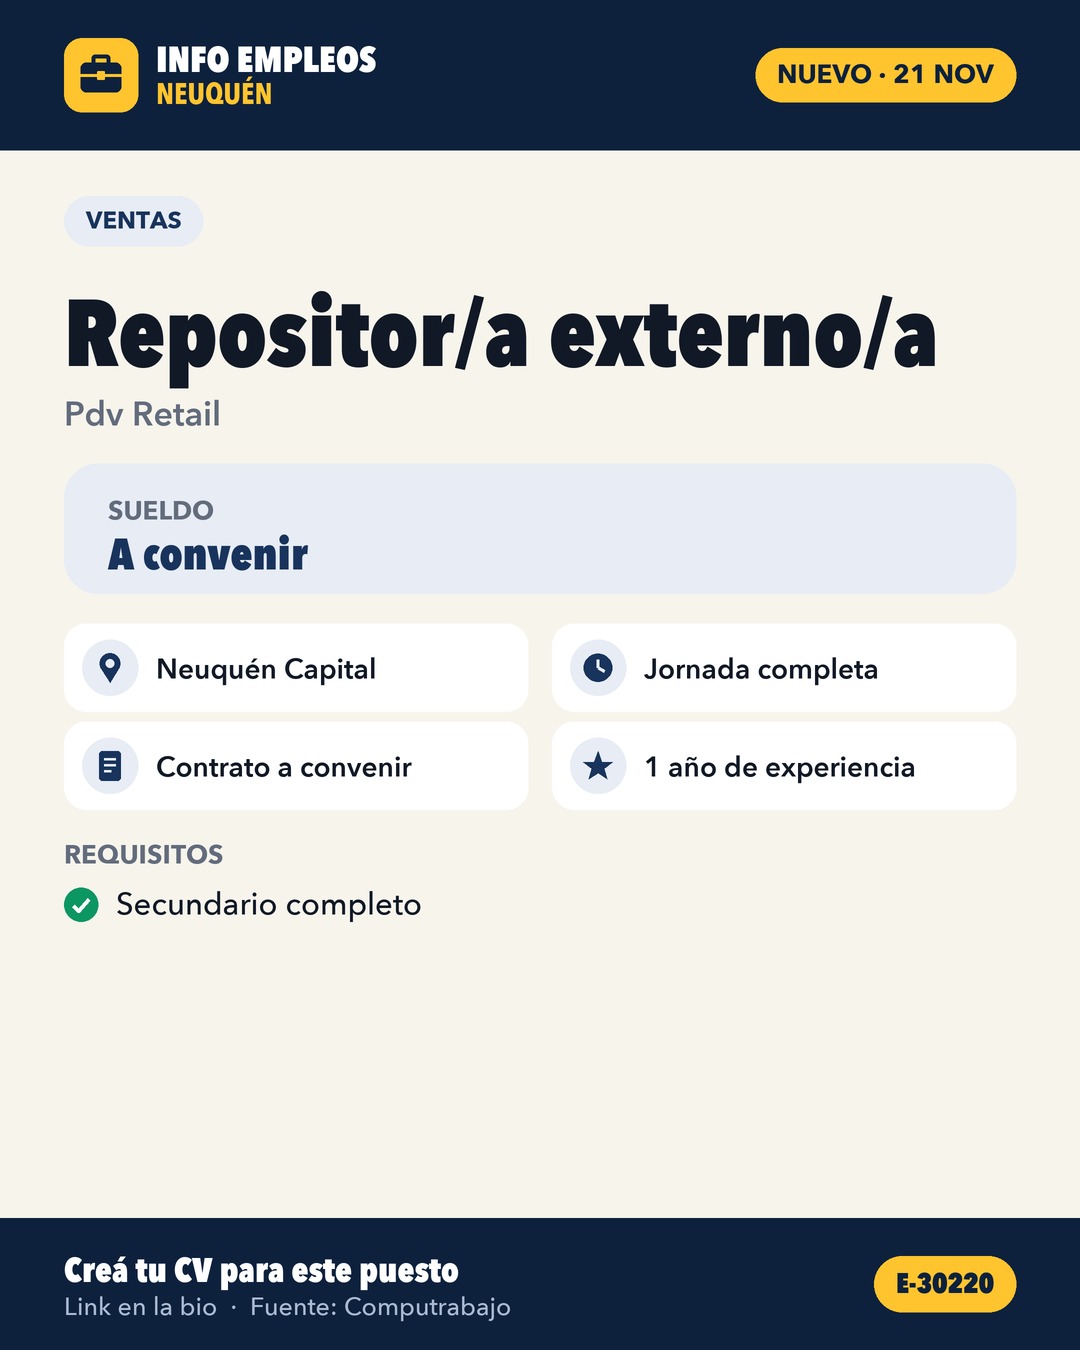 INFO EMPLEOS
NEUQUÉN
NUEVO · 21 NOV
VENTAS
Repositor/a externo/a
Pdv Retail
SUELDO
A convenir
Neuquén Capital
Jornada completa
Contrato a convenir
1 año de experiencia
REQUISITOS
Secundario completo
Creá tu CV para este puesto
Link en la bio · Fuente: Computrabajo
E-30220